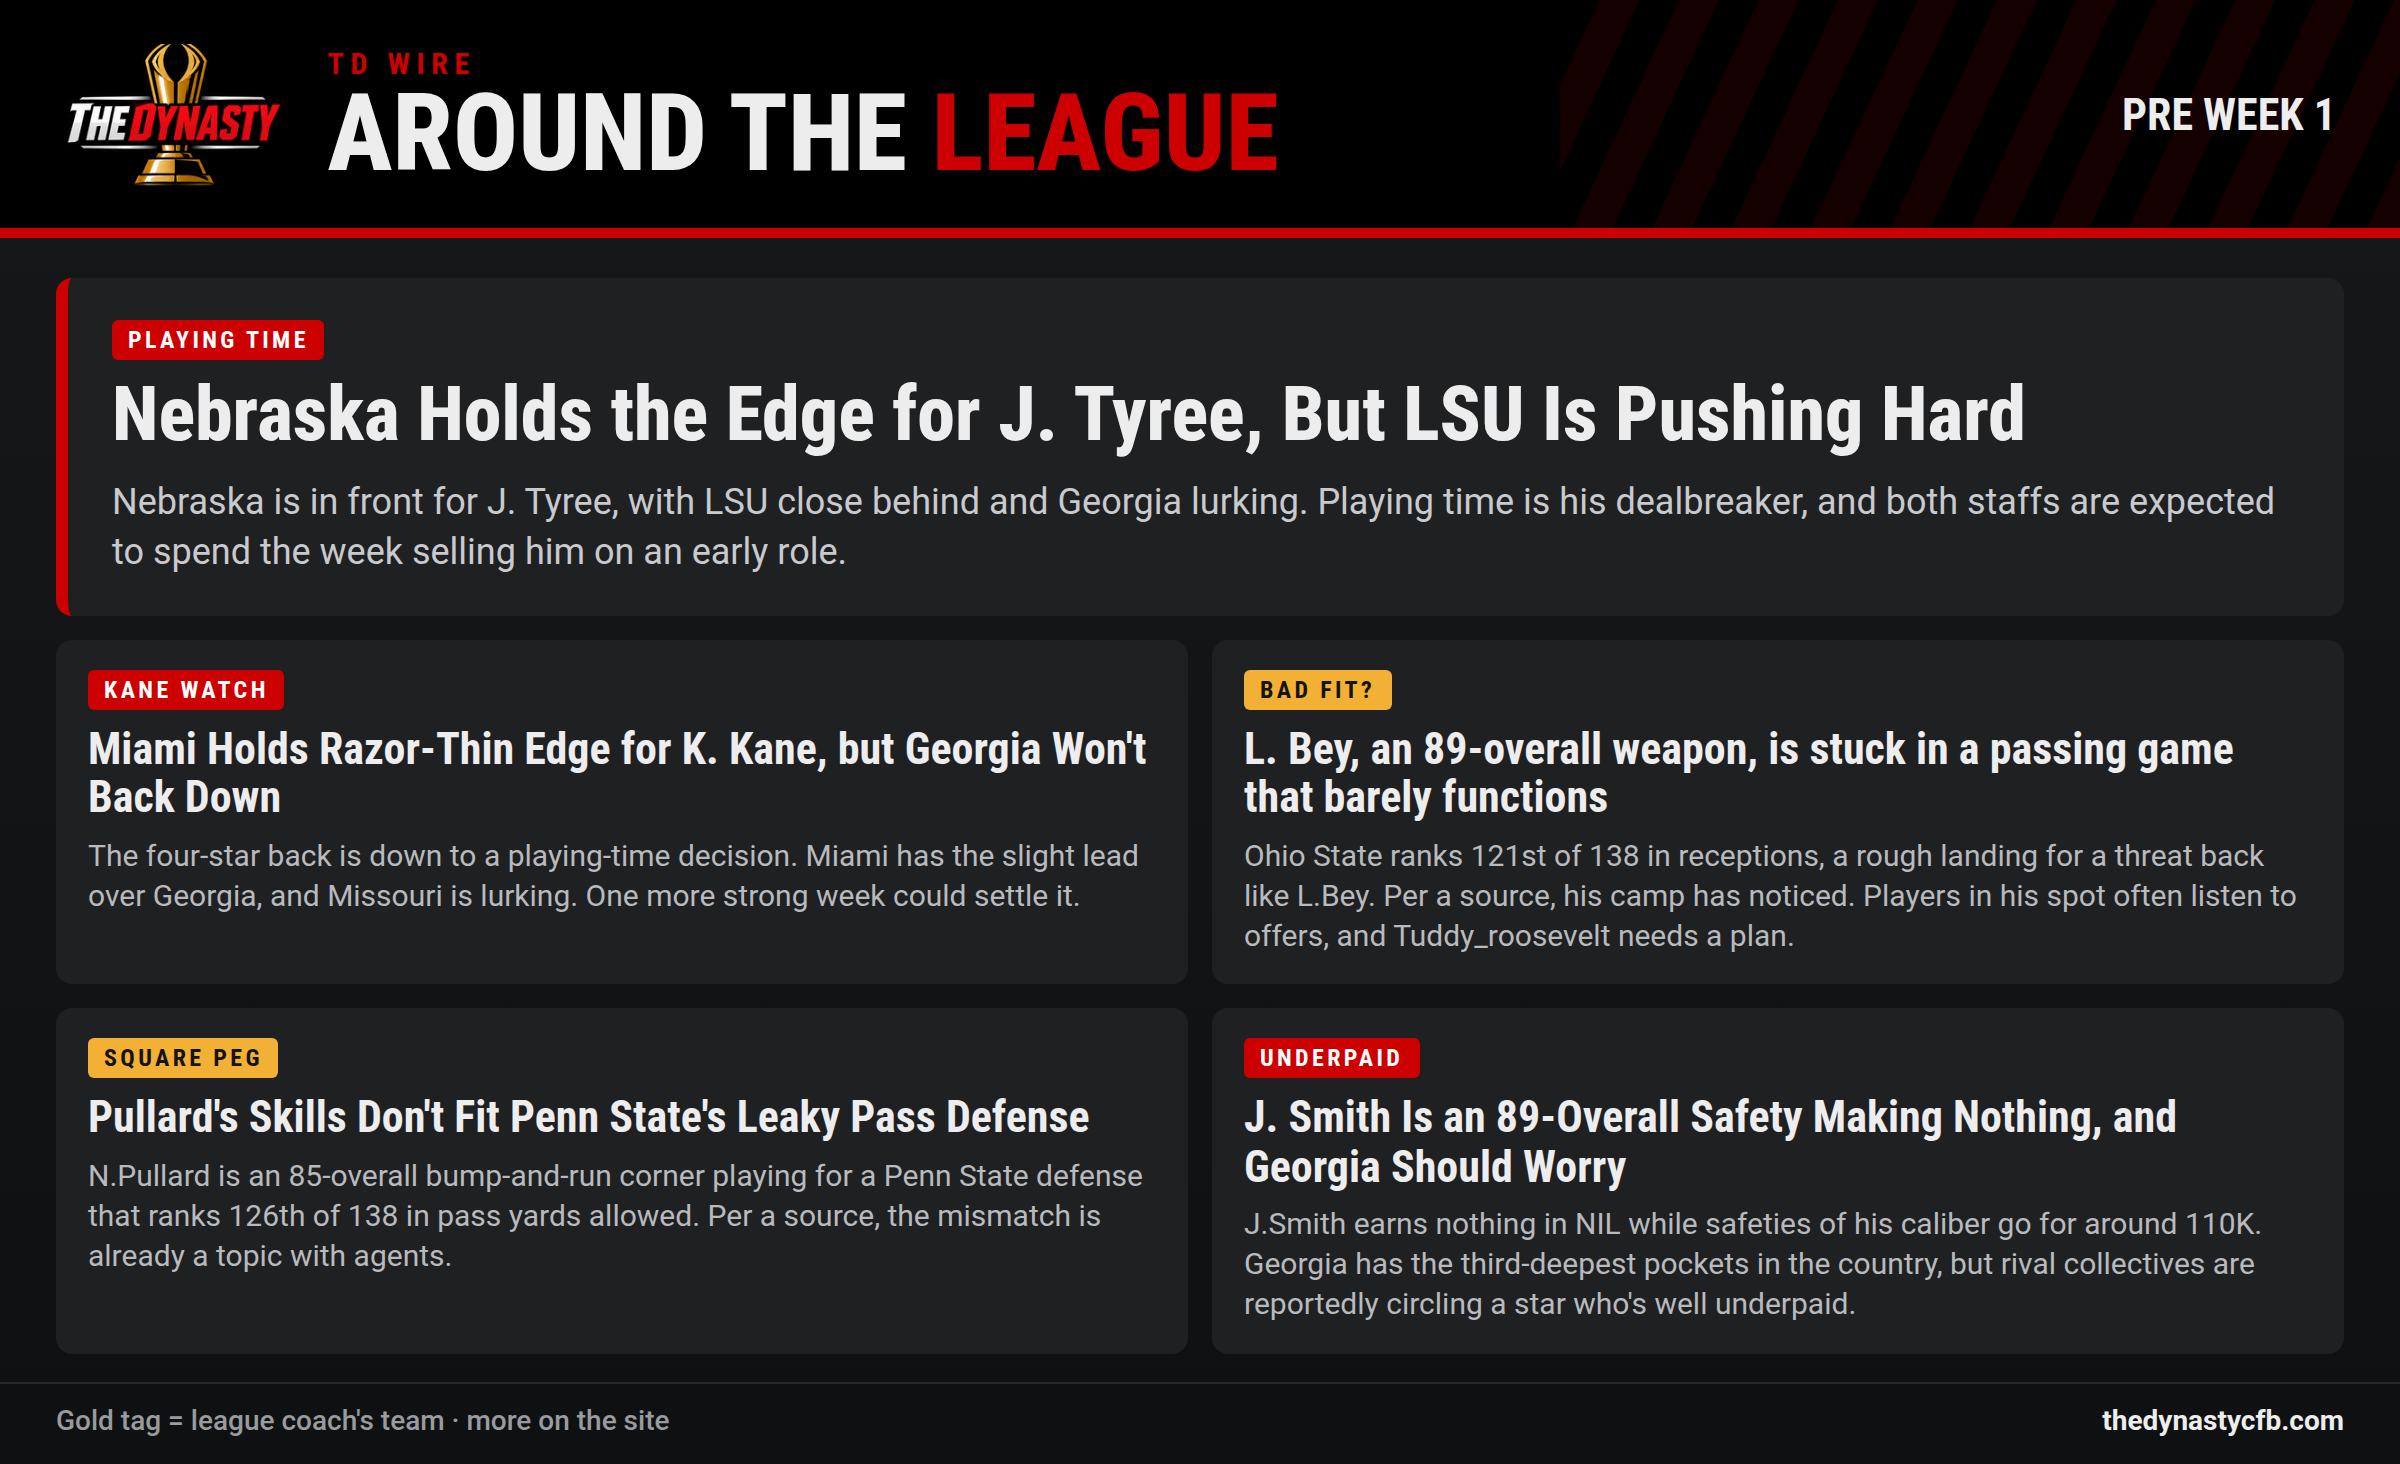 THE DYNASTY
TD WIRE
AROUND THE LEAGUE
PRE WEEK 1
PLAYING TIME
Nebraska Holds the Edge for J. Tyree, But LSU Is Pushing Hard
Nebraska is in front for J. Tyree, with LSU close behind and Georgia lurking. Playing time is his dealbreaker, and both staffs are expected
to spend the week selling him on an early role.
KANE WATCH
Miami Holds Razor-Thin Edge for K. Kane, but Georgia Won't
Back Down
The four-star back is down to a playing-time decision. Miami has the slight lead
over Georgia, and Missouri is lurking. One more strong week could settle it.
BAD FIT?
L. Bey, an 89-overall weapon, is stuck in a passing game
that barely functions
Ohio State ranks 121st of 138 in receptions, a rough landing for a threat back
like L.Bey. Per a source, his camp has noticed. Players in his spot often listen to
offers, and Tuddy_roosevelt needs a plan.
SQUARE PEG
Pullard's Skills Don't Fit Penn State's Leaky Pass Defense
N.Pullard is an 85-overall bump-and-run corner playing for a Penn State defense
that ranks 126th of 138 in pass yards allowed. Per a source, the mismatch is
already a topic with agents.
UNDERPAID
J. Smith Is an 89-Overall Safety Making Nothing, and
Georgia Should Worry
J.Smith earns nothing in NIL while safeties of his caliber go for around 110K.
Georgia has the third-deepest pockets in the country, but rival collectives are
reportedly circling a star who's well underpaid.
Gold tag = league coach's team · more on the site
thedynastycfb.com